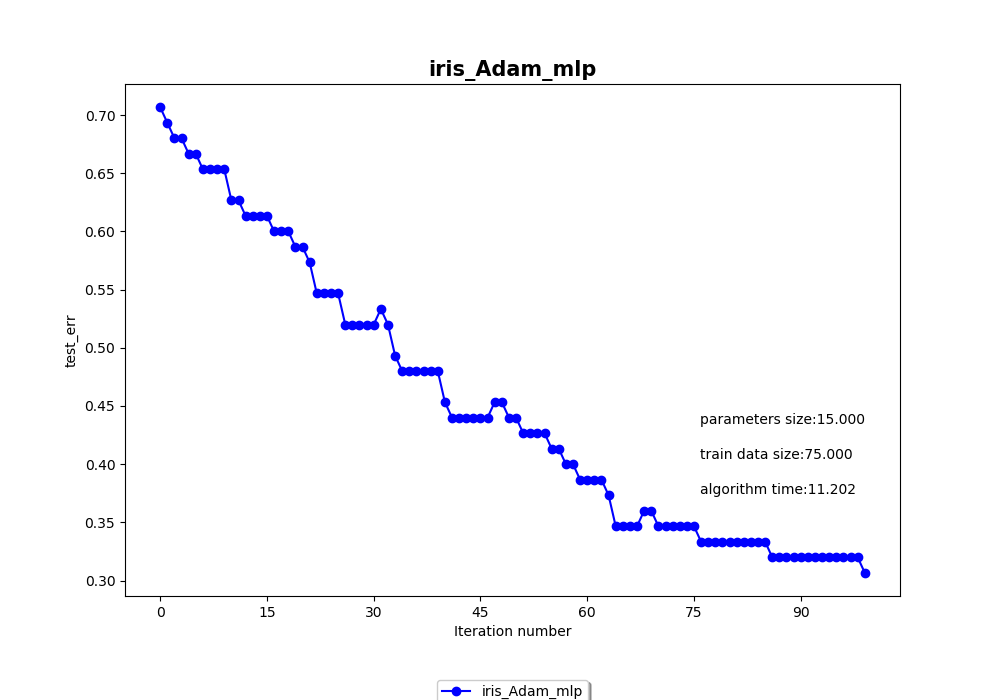 iris_Adam_mlp
0.70
0.65
0.60
0.55
0.50
0.45
0.40
0.35
0.30
test_err
parameters size:15.000
train data size:75.000
algorithm time:11.202
0 15 30 45 60 75 90
Iteration number
iris_Adam_mlp